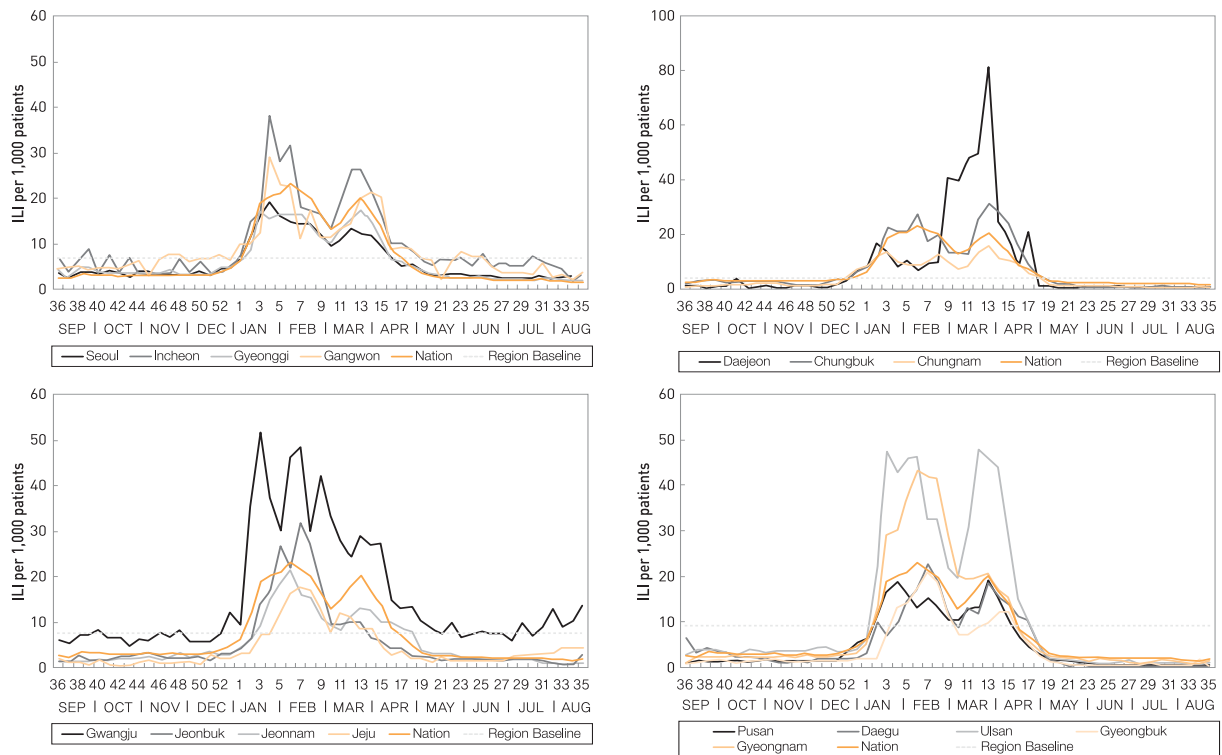 60
50
40
30
20
10
0
ILI per 1,000 patients
36 38 40 42 44 46 48 50 52 1 3 5 7 9 11 13 15 17 19 21 23 25 27 29 31 33 35
SEP | OCT | NOV | DEC | JAN | FEB | MAR | APR | MAY | JUN | JUL | AUG
Seoul Incheon Gyeonggi Gangwon Nation Region Baseline
100
80
60
40
20
0
ILI per 1,000 patients
36 38 40 42 44 46 48 50 52 1 3 5 7 9 11 13 15 17 19 21 23 25 27 29 31 33 35
SEP | OCT | NOV | DEC | JAN | FEB | MAR | APR | MAY | JUN | JUL | AUG
Daejeon Chungbuk Chungnam Nation Region Baseline
60
50
40
30
20
10
0
ILI per 1,000 patients
36 38 40 42 44 46 48 50 52 1 3 5 7 9 11 13 15 17 19 21 23 25 27 29 31 33 35
SEP | OCT | NOV | DEC | JAN | FEB | MAR | APR | MAY | JUN | JUL | AUG
Gwangju Jeonbuk Jeonnam Jeju Nation Region Baseline
60
50
40
30
20
10
0
ILI per 1,000 patients
36 38 40 42 44 46 48 50 52 1 3 5 7 9 11 13 15 17 19 21 23 25 27 29 31 33 35
SEP | OCT | NOV | DEC | JAN | FEB | MAR | APR | MAY | JUN | JUL | AUG
Pusan Daegu Ulsan Gyeongbuk
Gyeongnam Nation Region Baseline